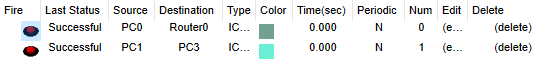 Fire Last Status Source Destination Type Color Time(sec) Periodic Num Edit Delete
Successful PC0 Router0 IC... 0.000 N 0 (e... (delete)
Successful PC1 PC3 IC... 0.000 N 1 (e... (delete)